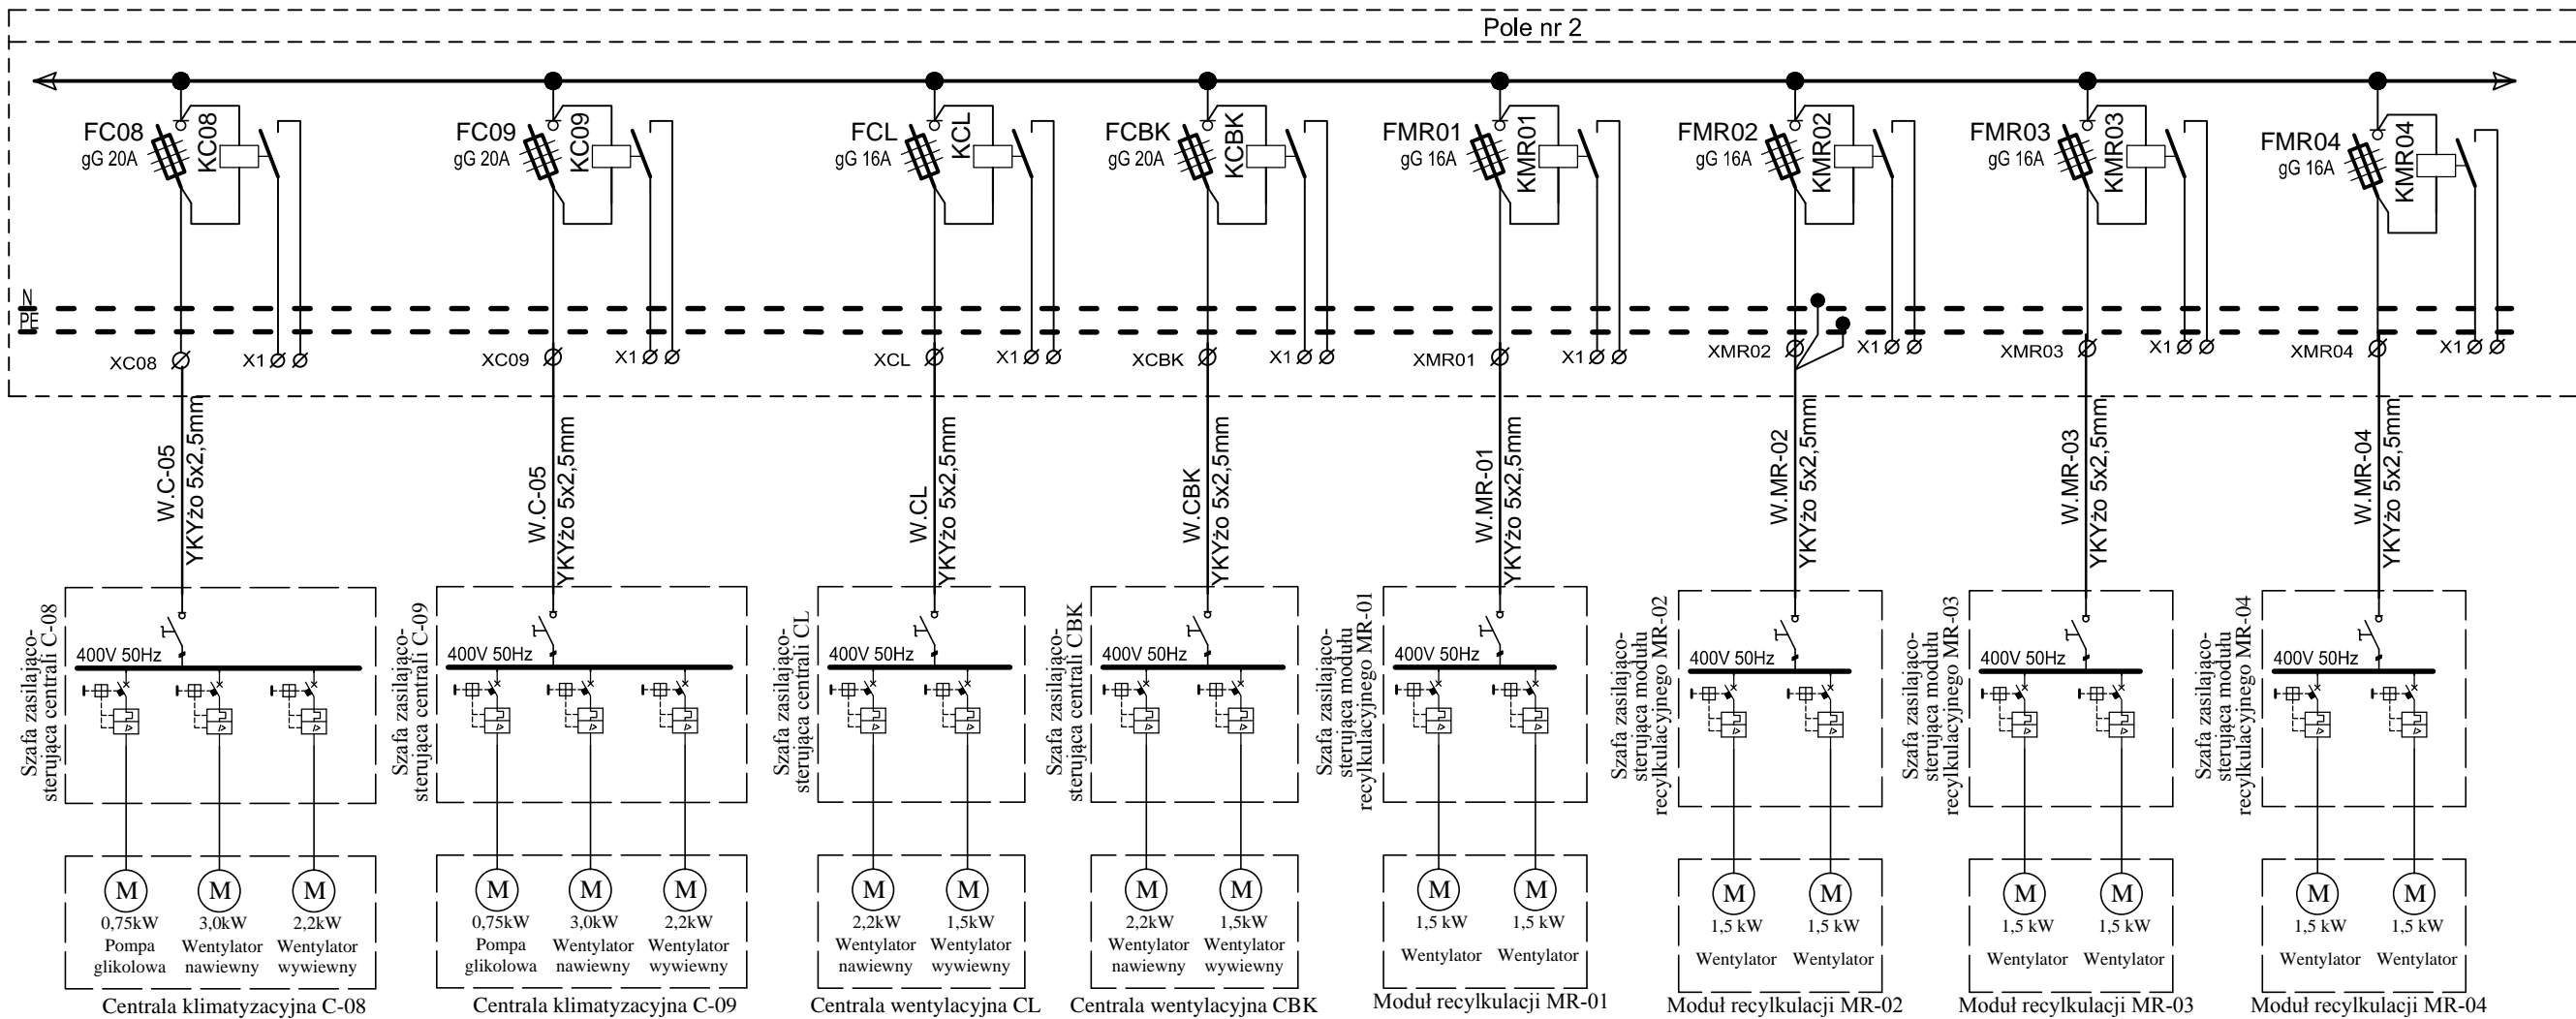 Pole nr 2
FC08
gG 20A
KC08
FC09
gG 20A
KC09
FCL
gG 16A
KCL
FCBK
gG 20A
KCBK
FMR01
gG 16A
KMR01
FMR02
gG 16A
KMR02
FMR03
gG 16A
KMR03
FMR04
gG 16A
KMR04
N
PE
XC08
X1
XC09
X1
XCL
X1
XCBK
X1
XMR01
X1
XMR02
X1
XMR03
X1
XMR04
X1
W.C-05
YKYżo 5x2,5mm
W.C-05
YKYżo 5x2,5mm
W.CL
YKYżo 5x2,5mm
W.CBK
YKYżo 5x2,5mm
W.MR-01
YKYżo 5x2,5mm
W.MR-02
YKYżo 5x2,5mm
W.MR-03
YKYżo 5x2,5mm
W.MR-04
YKYżo 5x2,5mm
Szafa zasilająco-
sterująca centrali C-08
400V 50Hz
Szafa zasilająco-
sterująca centrali C-09
400V 50Hz
Szafa zasilająco-
sterująca centrali CL
400V 50Hz
Szafa zasilająco-
sterująca centrali CBK
400V 50Hz
Szafa zasilająco-
sterująca modułu
recylkulacyjnego MR-01
400V 50Hz
Szafa zasilająco-
sterująca modułu
recylkulacyjnego MR-02
400V 50Hz
Szafa zasilająco-
sterująca modułu
recylkulacyjnego MR-03
400V 50Hz
Szafa zasilająco-
sterująca modułu
recylkulacyjnego MR-04
400V 50Hz
M
0,75kW
Pompa
glikolowa
M
3,0kW
Wentylator
nawiewny
M
2,2kW
Wentylator
wywiewny
Centrala klimatyzacyjna C-08
M
0,75kW
Pompa
glikolowa
M
3,0kW
Wentylator
nawiewny
M
2,2kW
Wentylator
wywiewny
Centrala klimatyzacyjna C-09
M
2,2kW
Wentylator
nawiewny
M
1,5kW
Wentylator
wywiewny
Centrala wentylacyjna CL
M
2,2kW
Wentylator
nawiewny
M
1,5kW
Wentylator
wywiewny
Centrala wentylacyjna CBK
M
1,5 kW
Wentylator
M
1,5 kW
Wentylator
Moduł recylkulacji MR-01
M
1,5 kW
Wentylator
M
1,5 kW
Wentylator
Moduł recylkulacji MR-02
M
1,5 kW
Wentylator
M
1,5 kW
Wentylator
Moduł recylkulacji MR-03
M
1,5 kW
Wentylator
M
1,5 kW
Wentylator
Moduł recylkulacji MR-04